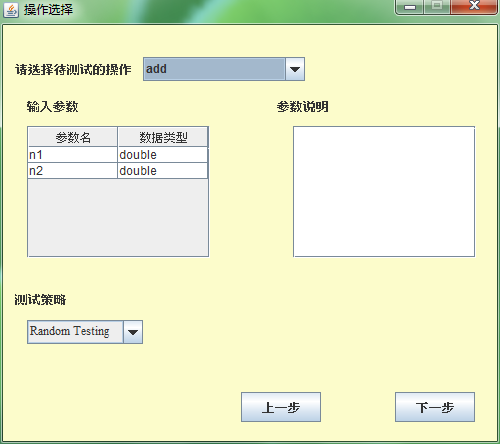 操作选择
请选择待测试的操作 add
输入参数 参数说明
参数名 数据类型
n1 double
n2 double
测试策略
Random Testing
上一步 下一步